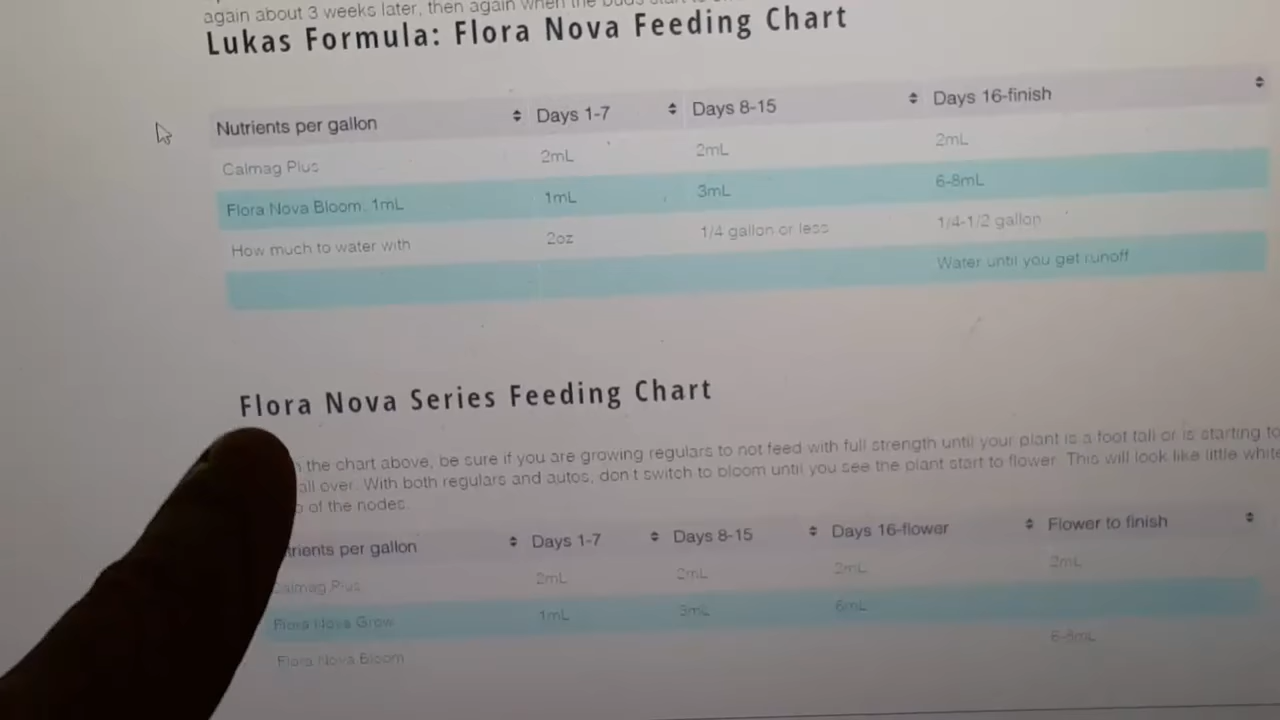 again about 3 weeks later, then again when the buds start to
Lukas Formula: Flora Nova Feeding Chart
Nutrients per gallon Days 1-7 Days 8-15 Days 16-finish
Calmag Plus 2mL 2mL 2mL
Flora Nova Bloom, 1mL 1mL 3mL 6-8mL
How much to water with 2oz 1/4 gallon or less 1/4-1/2 gallon
Water until you get runoff
Flora Nova Series Feeding Chart
the chart above, be sure if you are growing regulars to not feed with full strength until your plant is a foot tall or is starting to
all over. With both regulars and autos, don't switch to bloom until you see the plant start to flower. This will look like little white
of the nodes.
trients per gallon Days 1-7 Days 8-15 Days 16-flower Flower to finish
Calmag Plus 2mL 2mL 2mL 2mL
Flora Nova Grow 1mL 3mL 6mL
Flora Nova Bloom 6-8mL